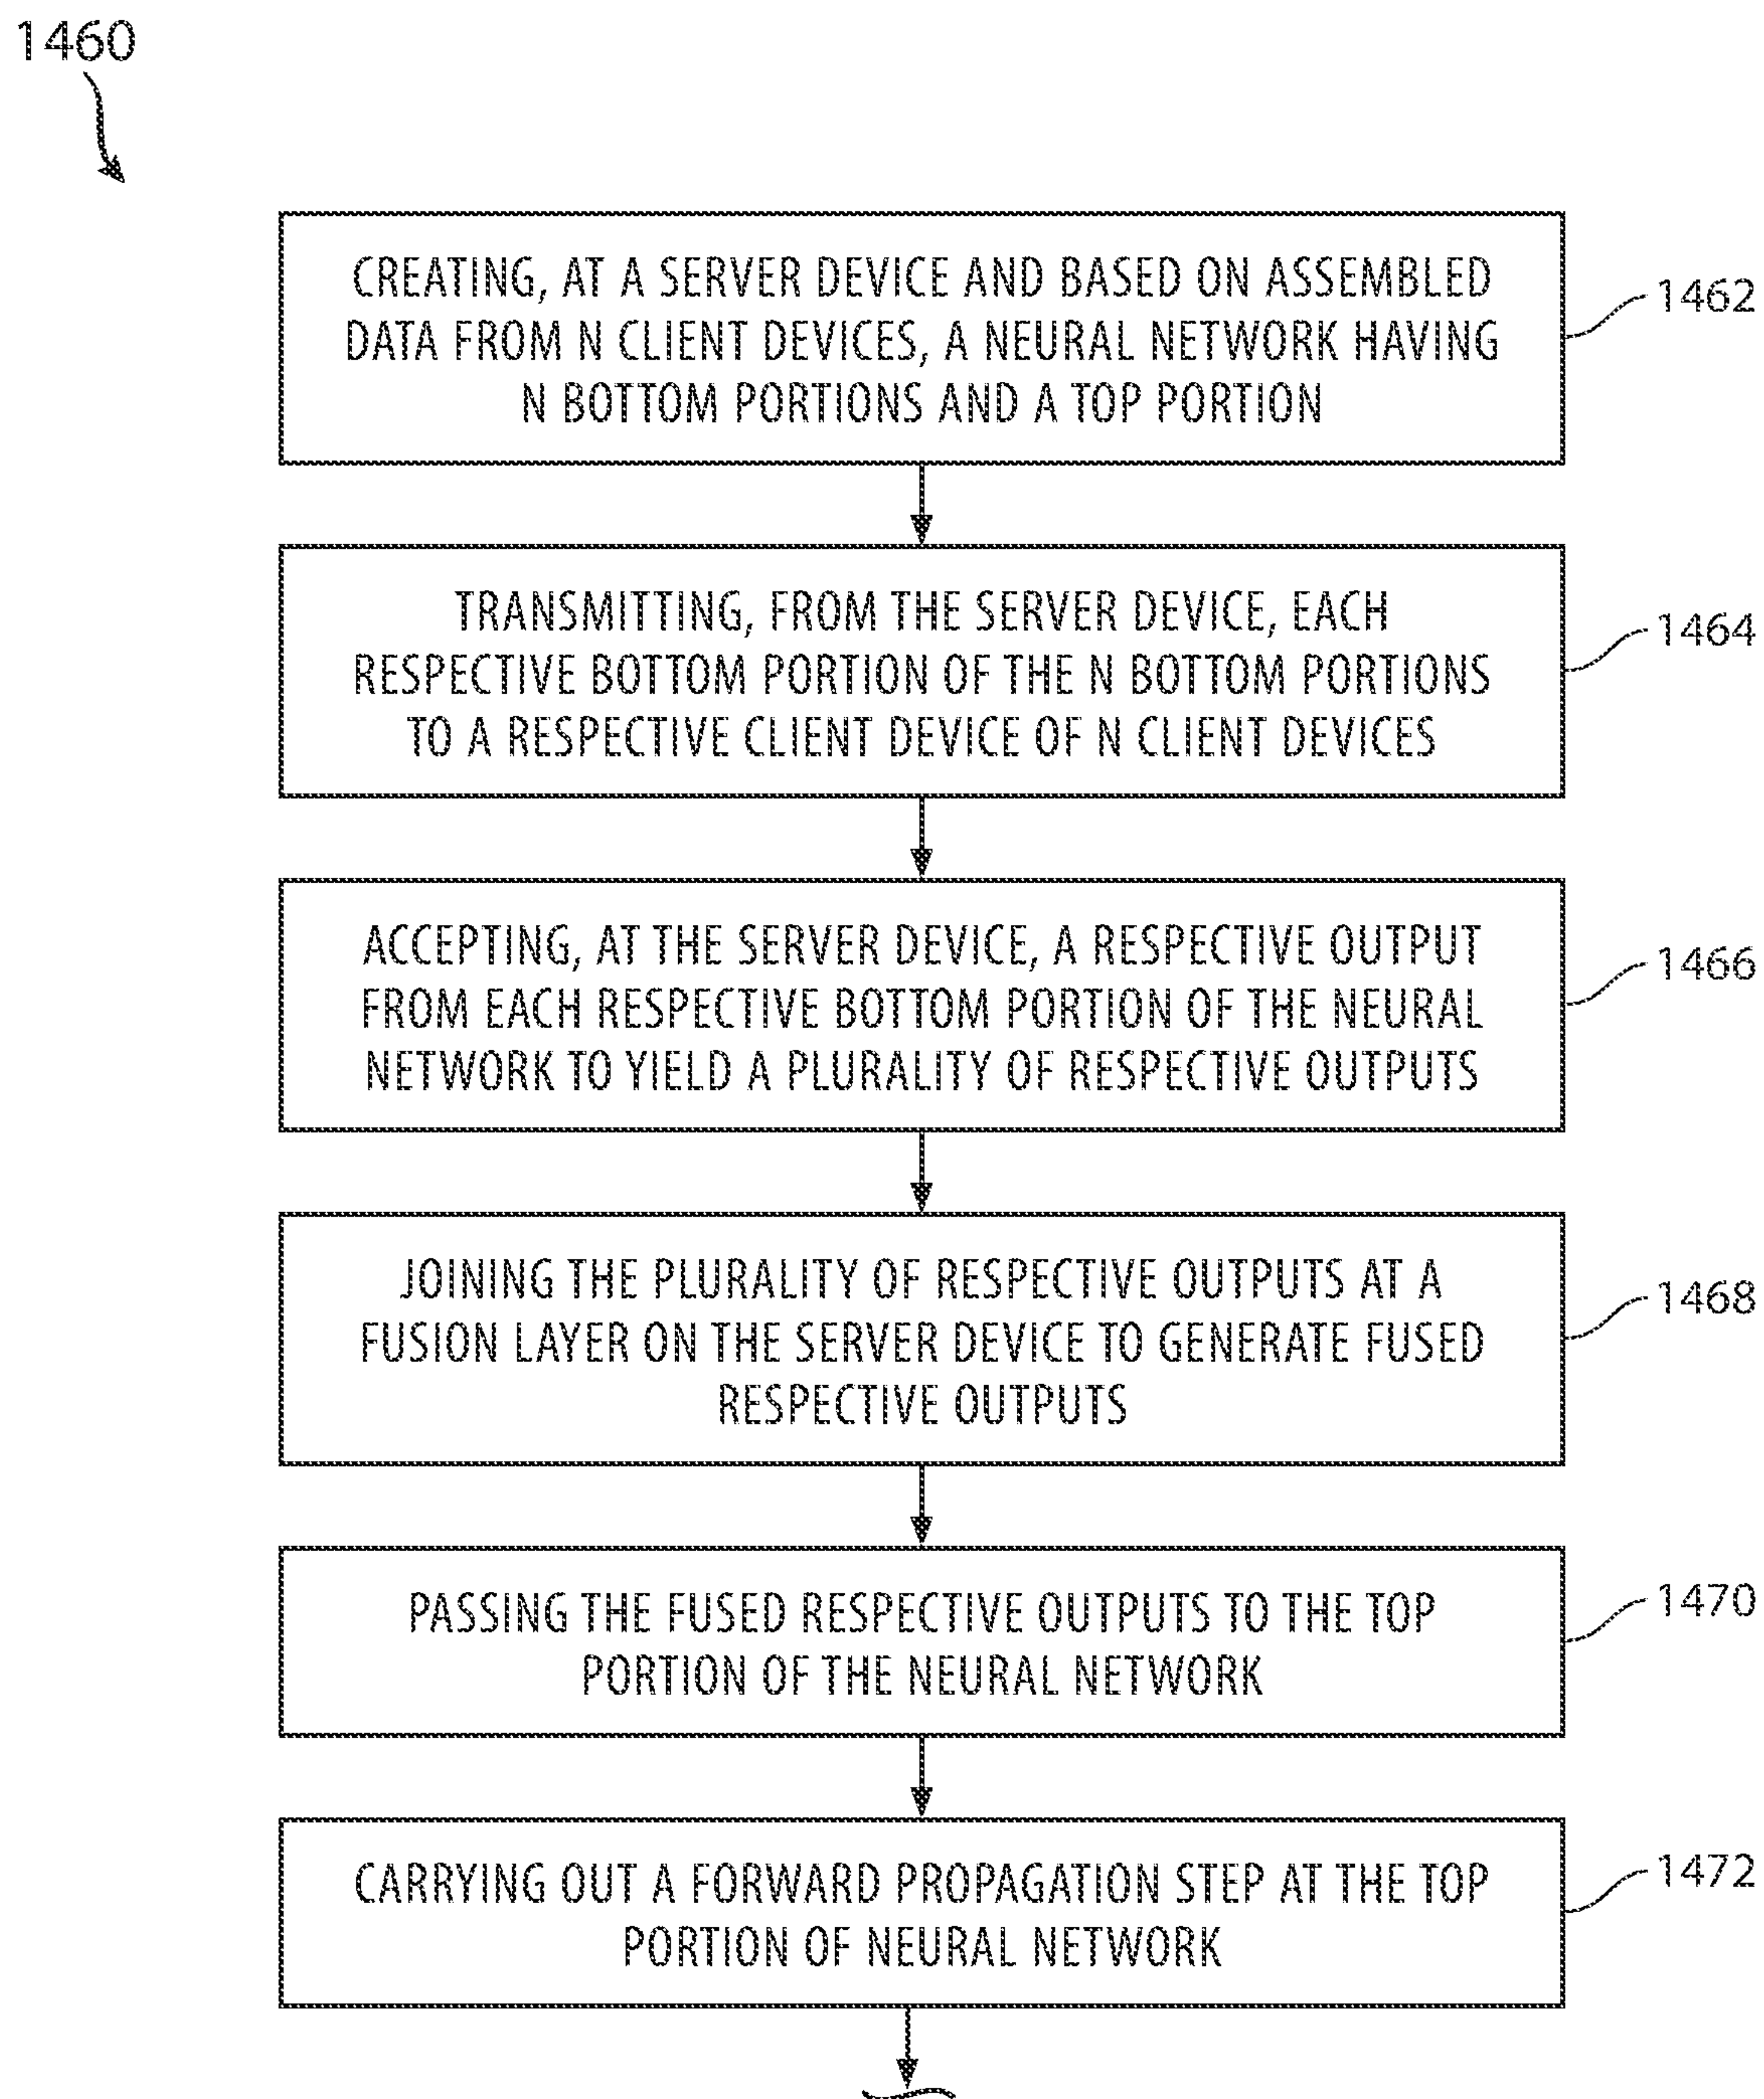 1460
CREATING, AT A SERVER DEVICE AND BASED ON ASSEMBLED
DATA FROM N CLIENT DEVICES, A NEURAL NETWORK HAVING
N BOTTOM PORTIONS AND A TOP PORTION
1462
TRANSMITTING, FROM THE SERVER DEVICE, EACH
RESPECTIVE BOTTOM PORTION OF THE N BOTTOM PORTIONS
TO A RESPECTIVE CLIENT DEVICE OF N CLIENT DEVICES
1464
ACCEPTING, AT THE SERVER DEVICE, A RESPECTIVE OUTPUT
FROM EACH RESPECTIVE BOTTOM PORTION OF THE NEURAL
NETWORK TO YIELD A PLURALITY OF RESPECTIVE OUTPUTS
1466
JOINING THE PLURALITY OF RESPECTIVE OUTPUTS AT A
FUSION LAYER ON THE SERVER DEVICE TO GENERATE FUSED
RESPECTIVE OUTPUTS
1468
PASSING THE FUSED RESPECTIVE OUTPUTS TO THE TOP
PORTION OF THE NEURAL NETWORK
1470
CARRYING OUT A FORWARD PROPAGATION STEP AT THE TOP
PORTION OF NEURAL NETWORK
1472